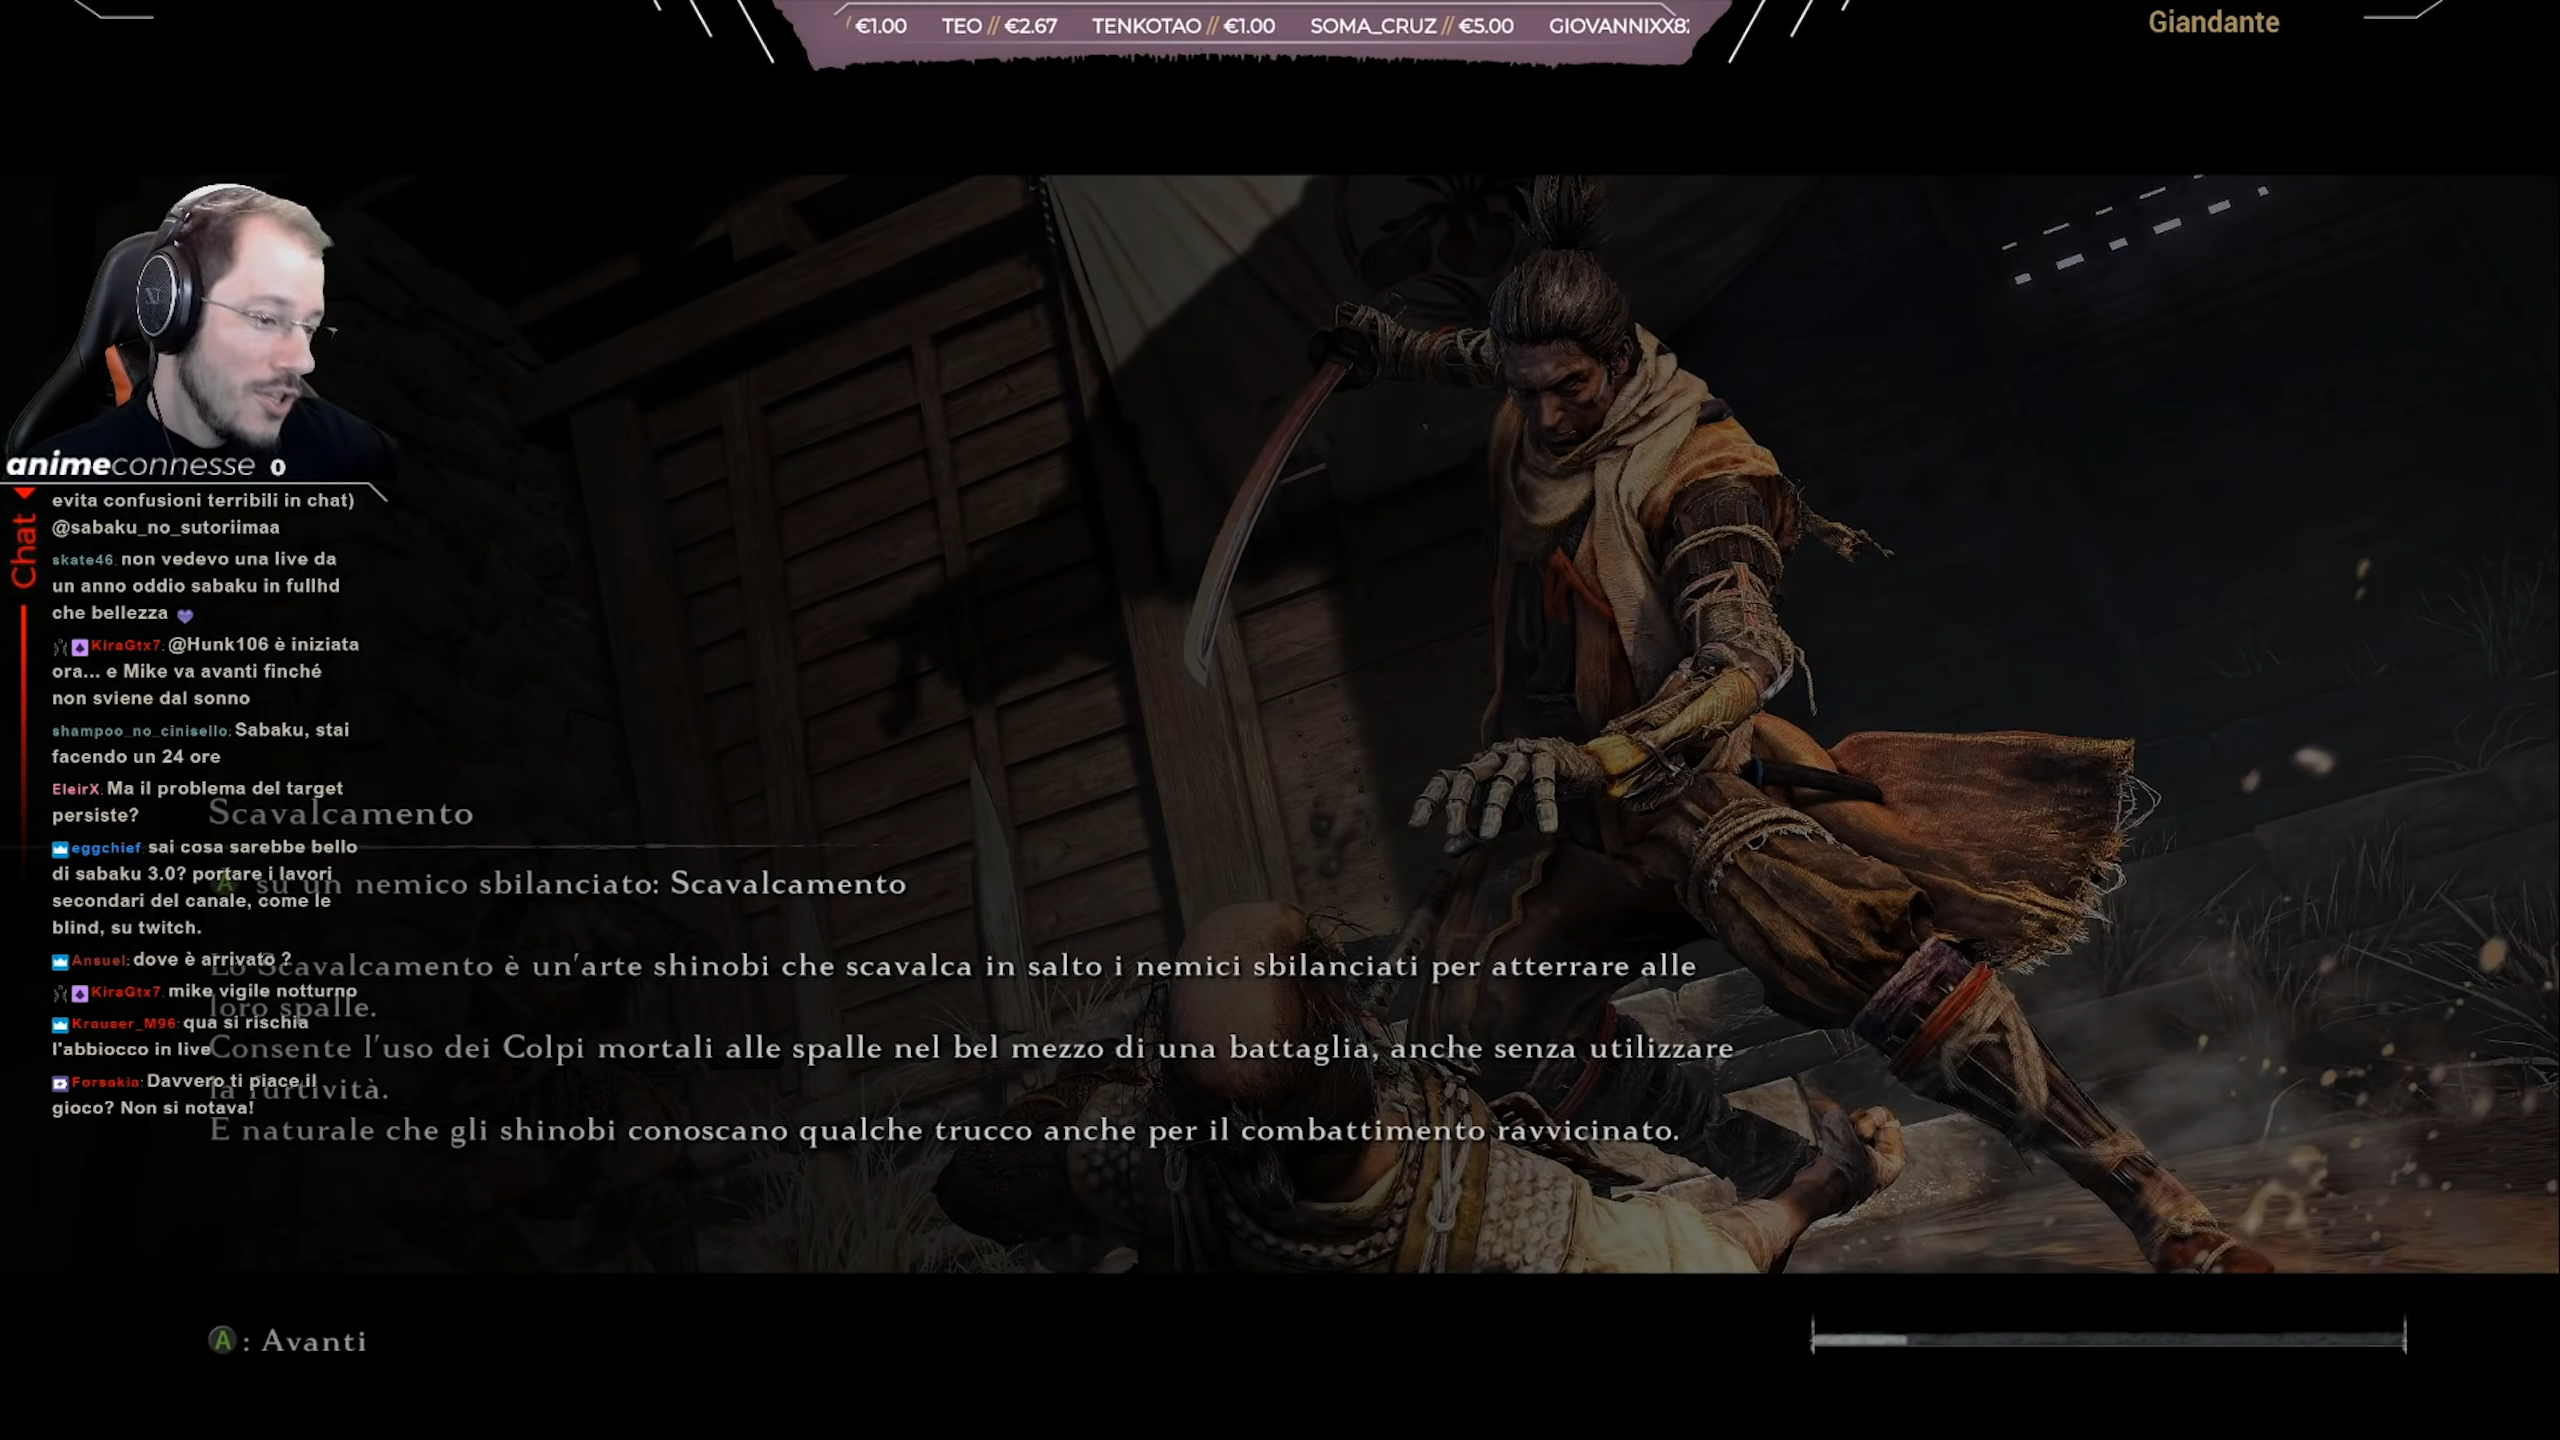 €1.00 TEO // €2.67 TENKOTAO // €1.00 SOMA_CRUZ // €5.00 GIOVANNIXX8
Giandante
animeconnesse 0
Chat
evita confusioni terribili in chat)
@sabaku_no_sutoriimaa
skate46: non vedevo una live da
un anno oddio sabaku in fullhd
che bellezza
KiraGtx7: @Hunk106 è iniziata
ora... e Mike va avanti finché
non sviene dal sonno
shampoo_no_cinisello: Sabaku, stai
facendo un 24 ore
EleirX: Ma il problema del target
persiste?
eggchief: sai cosa sarebbe bello
di sabaku 3.0? portare i lavori
secondari del canale, come le
blind, su twitch.
Ansuel: dove è arrivato ?
KiraGtx7: mike vigile notturno
Krauser_M96: qua si rischia
l'abbiocco in live
Forsakia: Davvero ti piace il
gioco? Non si notava!
Scavalcamento
A su un nemico sbilanciato: Scavalcamento
Lo Scavalcamento è un'arte shinobi che scavalca in salto i nemici sbilanciati per atterrare alle
loro spalle.
Consente l'uso dei Colpi mortali alle spalle nel bel mezzo di una battaglia, anche senza utilizzare
la furtività.
È naturale che gli shinobi conoscano qualche trucco anche per il combattimento ravvicinato.
A : Avanti